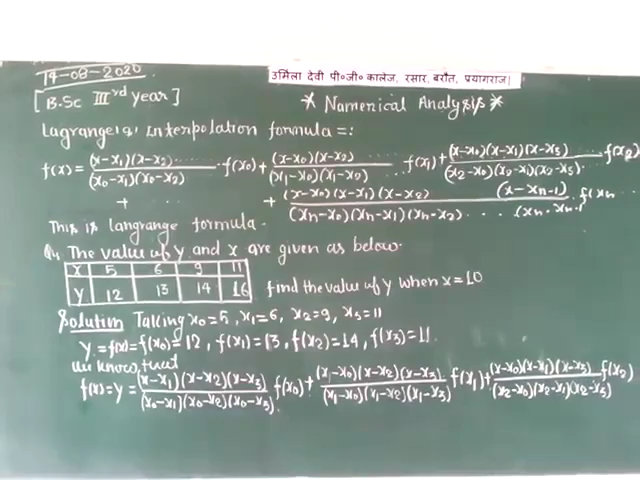 14-08-2020
उर्मिला देवी पी०जी० कालेज, रसार, बरौत, प्रयागराज|
[B.Sc IIIrd year]
* Numerical Analysis *
Lagrange's Interpolation formula =:
f(x) = (x-x1)(x-x2)....../(x0-x1)(x0-x2) . f(x0) + (x-x0)(x-x2) ..../(x1-x0)(x1-x2) .... f(x1) + (x-x0)(x-x1)(x-x3) ..../(x2-x0)(x2-x1)(x2-x3) .... f(x2)
+ .... + (x-x0)(x-x1)(x-x2) (x-xn-1)/(xn-x0)(xn-x1)(xn-x2) .... (xn-xn-1) . f(xn
This is langrange formula.
Q1. The value of y and x are given as below.
X 5 6 9 11
Y 12 13 14 16 find the value of y when x=10
Solution Taking x0=5, x1=6, x2=9, x3=11
Y = f(x) = f(x0) = 12, f(x1) = 13, f(x2) = 14, f(x3) = 11.
we know that
f(x) = y = (x-x1)(x-x2)(x-x3)/(x0-x1)(x0-x2)(x0-x3) f(x0) + (x-x0)(x-x2)(x-x3)/(x1-x0)(x1-x2)(x1-x3) f(x1) + (x-x0)(x-x1)(x-x3)/(x2-x0)(x2-x1)(x2-x3) f(x2)